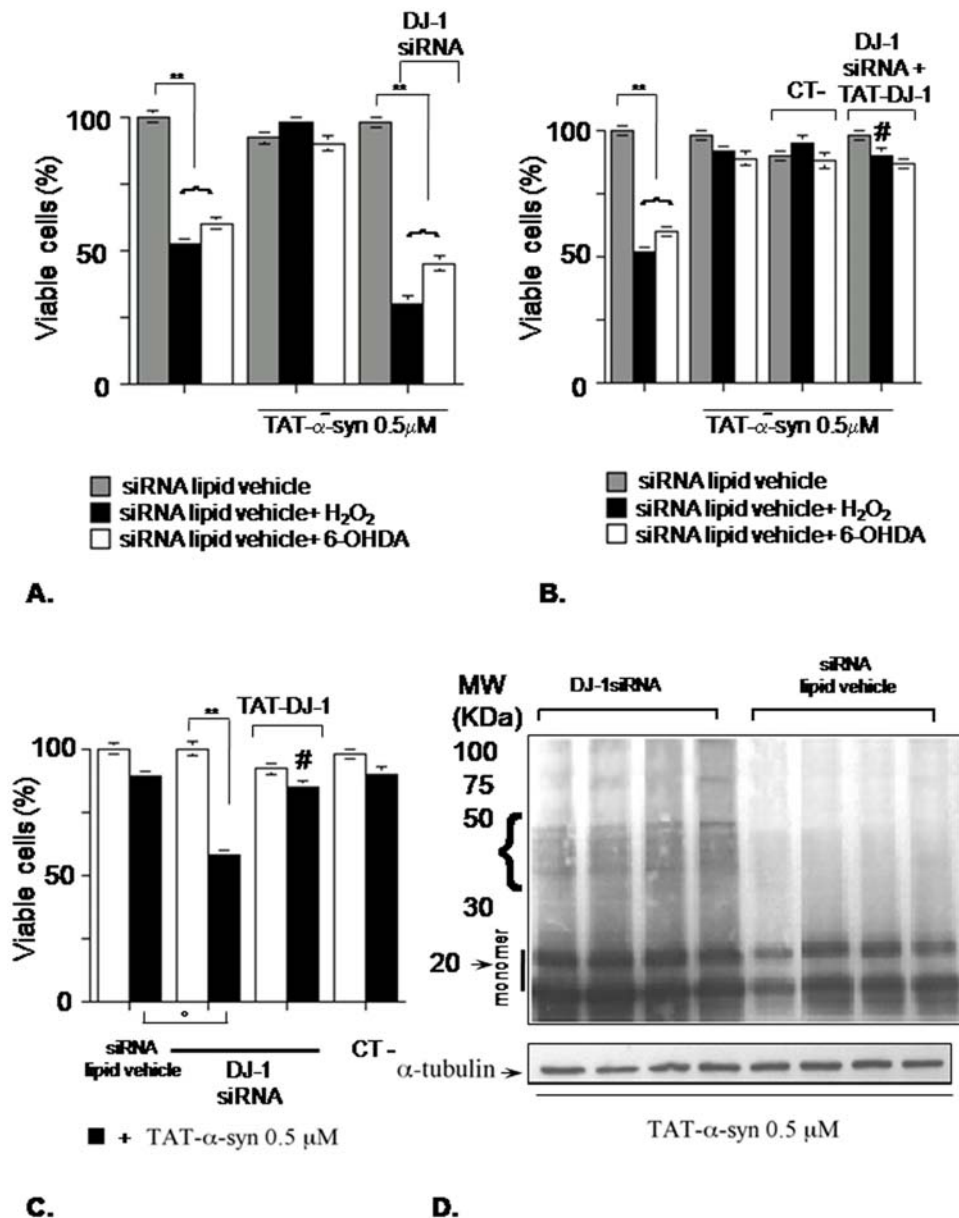 DJ-1
siRNA
**
**
100
50
0
Viable cells (%)
TAT-α-syn 0.5μM
siRNA lipid vehicle
siRNA lipid vehicle+ H₂O₂
siRNA lipid vehicle+ 6-OHDA
A.
DJ-1
siRNA +
TAT-DJ-1
CT-
**
#
100
50
0
Viable cells (%)
TAT-α-syn 0.5μM
siRNA lipid vehicle
siRNA lipid vehicle+ H₂O₂
siRNA lipid vehicle+ 6-OHDA
B.
TAT-DJ-1
**
#
100
50
0
Viable cells (%)
°
siRNA
lipid vehicle
DJ-1
siRNA
CT -
+ TAT-α-syn 0.5 μM
C.
MW
(KDa)
DJ-1siRNA
siRNA
lipid vehicle
100
75
50
30
20
monomer
α-tubulin
TAT-α-syn 0.5 μM
D.